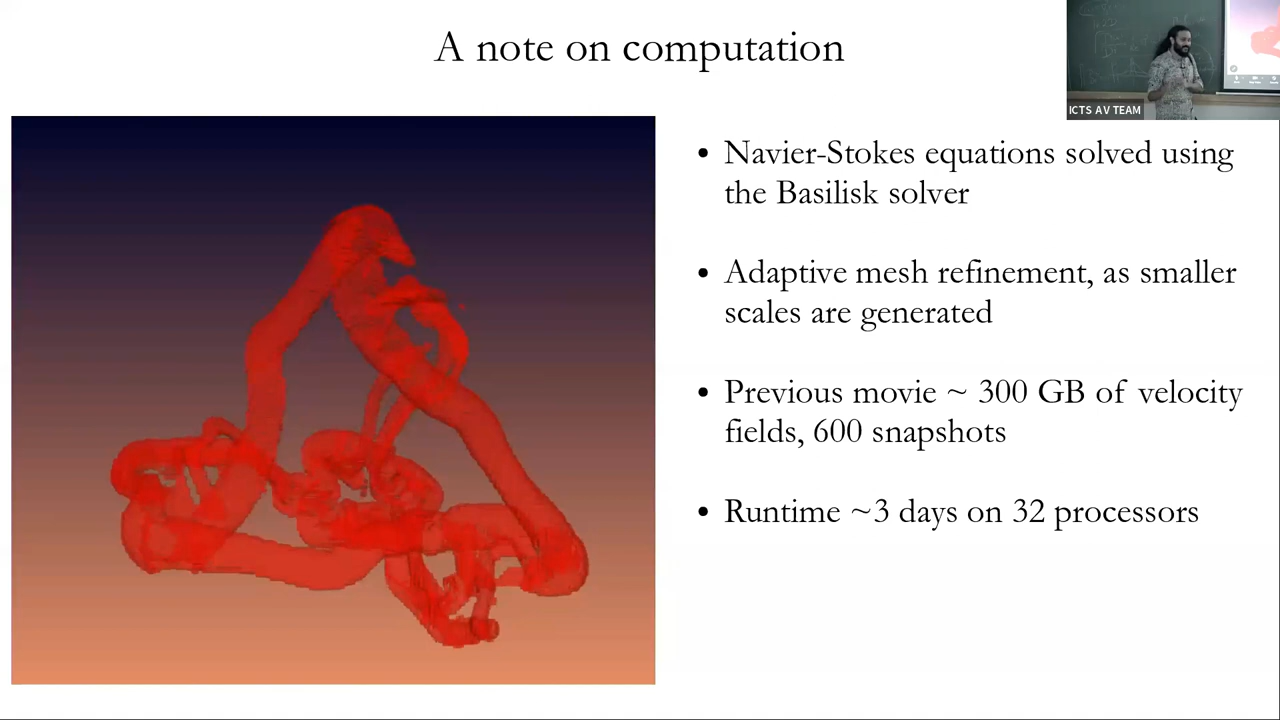 A note on computation
ICTS AV TEAM
• Navier-Stokes equations solved using
the Basilisk solver
• Adaptive mesh refinement, as smaller
scales are generated
• Previous movie ~ 300 GB of velocity
fields, 600 snapshots
• Runtime ~3 days on 32 processors